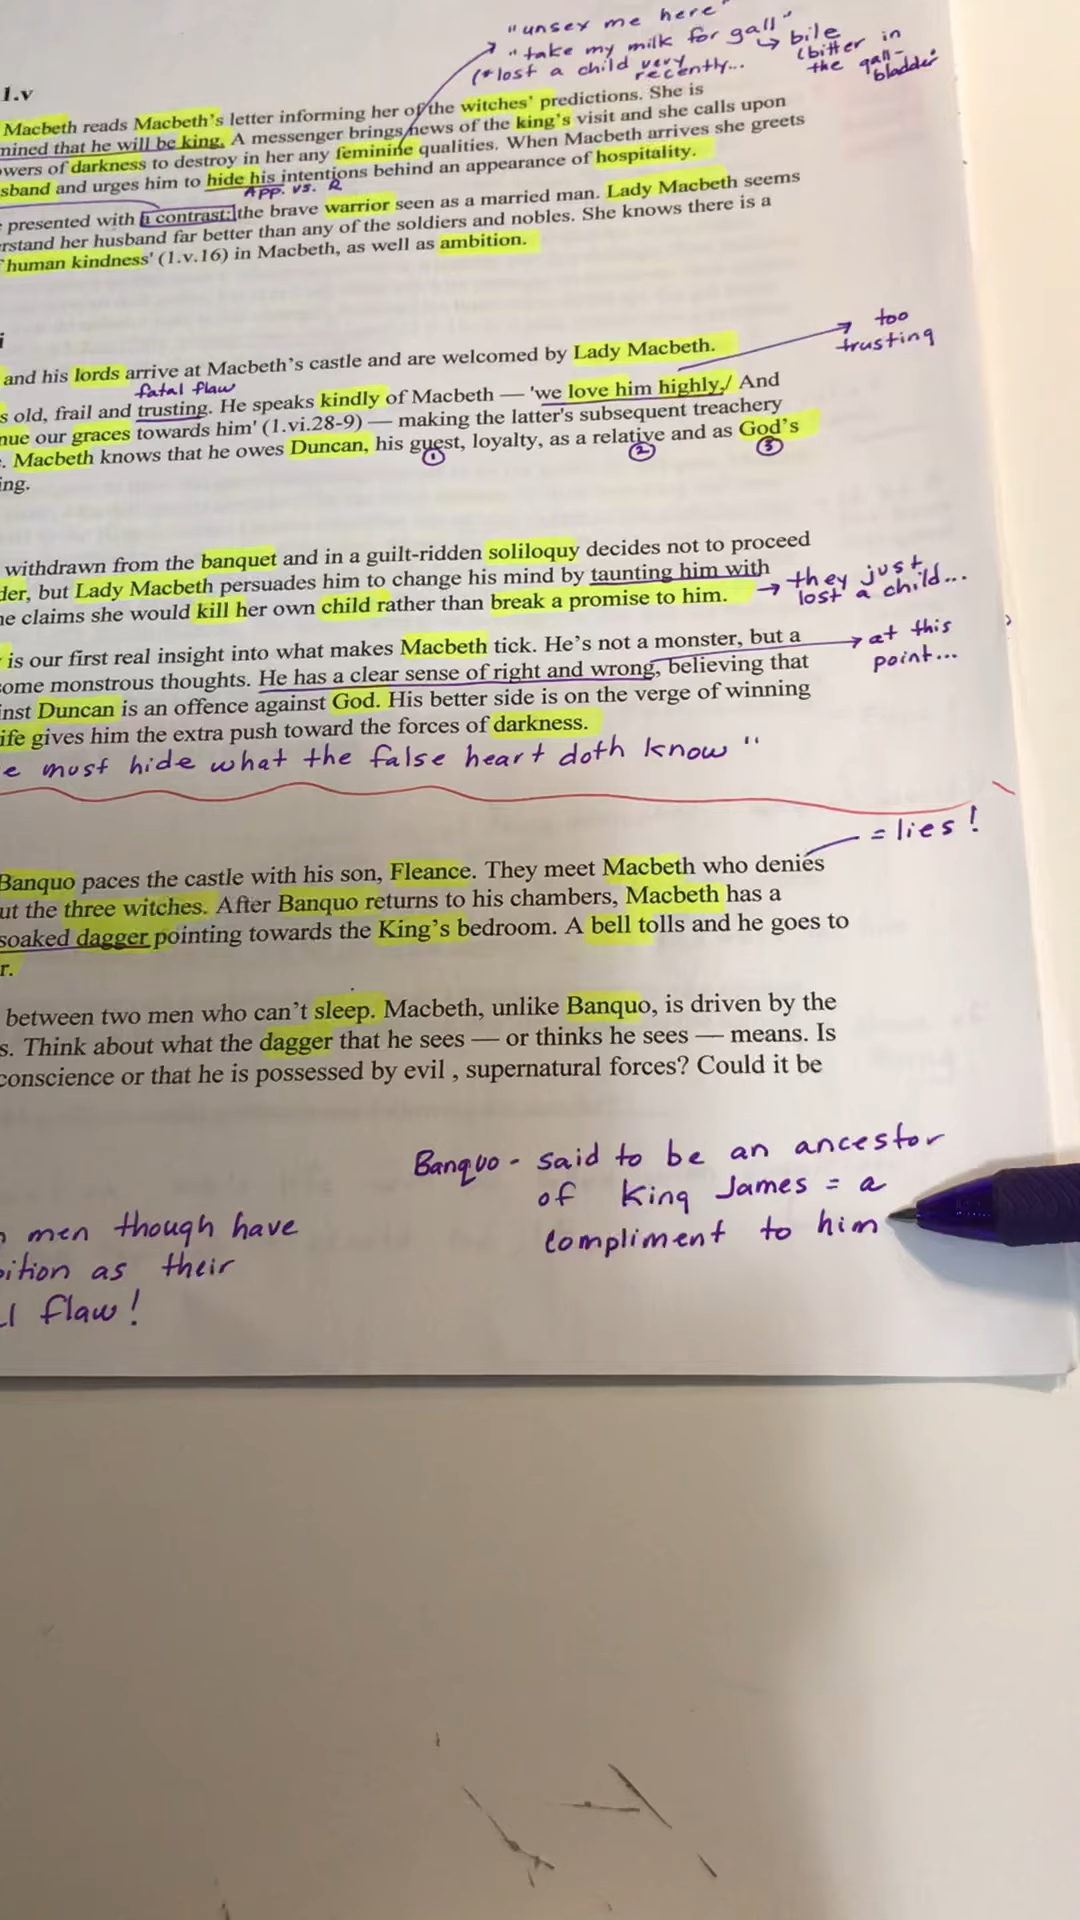 "unsex me here"
"take my milk for gall" → bile
(* lost a child very recently... (bitter in the gall-bladder
1.v
Macbeth reads Macbeth's letter informing her of the witches' predictions. She is
mined that he will be king. A messenger brings news of the king's visit and she calls upon
owers of darkness to destroy in her any feminine qualities. When Macbeth arrives she greets
sband and urges him to hide his intentions behind an appearance of hospitality.
App. vs. R
presented with a contrast: the brave warrior seen as a married man. Lady Macbeth seems
rstand her husband far better than any of the soldiers and nobles. She knows there is a
human kindness' (1.v.16) in Macbeth, as well as ambition.
i
too
trusting
and his lords arrive at Macbeth's castle and are welcomed by Lady Macbeth.
fatal flaw
s old, frail and trusting. He speaks kindly of Macbeth — 'we love him highly,/ And
nue our graces towards him' (1.vi.28-9) — making the latter's subsequent treachery
. Macbeth knows that he owes Duncan, his guest, loyalty, as a relative and as God's
1 2 3
ing.
withdrawn from the banquet and in a guilt-ridden soliloquy decides not to proceed
der, but Lady Macbeth persuades him to change his mind by taunting him with
he claims she would kill her own child rather than break a promise to him. → they just
lost a child...
is our first real insight into what makes Macbeth tick. He's not a monster, but a → at this
point...
ome monstrous thoughts. He has a clear sense of right and wrong, believing that
inst Duncan is an offence against God. His better side is on the verge of winning
ife gives him the extra push toward the forces of darkness.
e must hide what the false heart doth know"
= lies!
Banquo paces the castle with his son, Fleance. They meet Macbeth who denies
ut the three witches. After Banquo returns to his chambers, Macbeth has a
soaked dagger pointing towards the King's bedroom. A bell tolls and he goes to
r.
between two men who can't sleep. Macbeth, unlike Banquo, is driven by the
s. Think about what the dagger that he sees — or thinks he sees — means. Is
conscience or that he is possessed by evil , supernatural forces? Could it be
Banquo - said to be an ancestor
of King James = a
compliment to him
men though have
ition as their
l flaw!